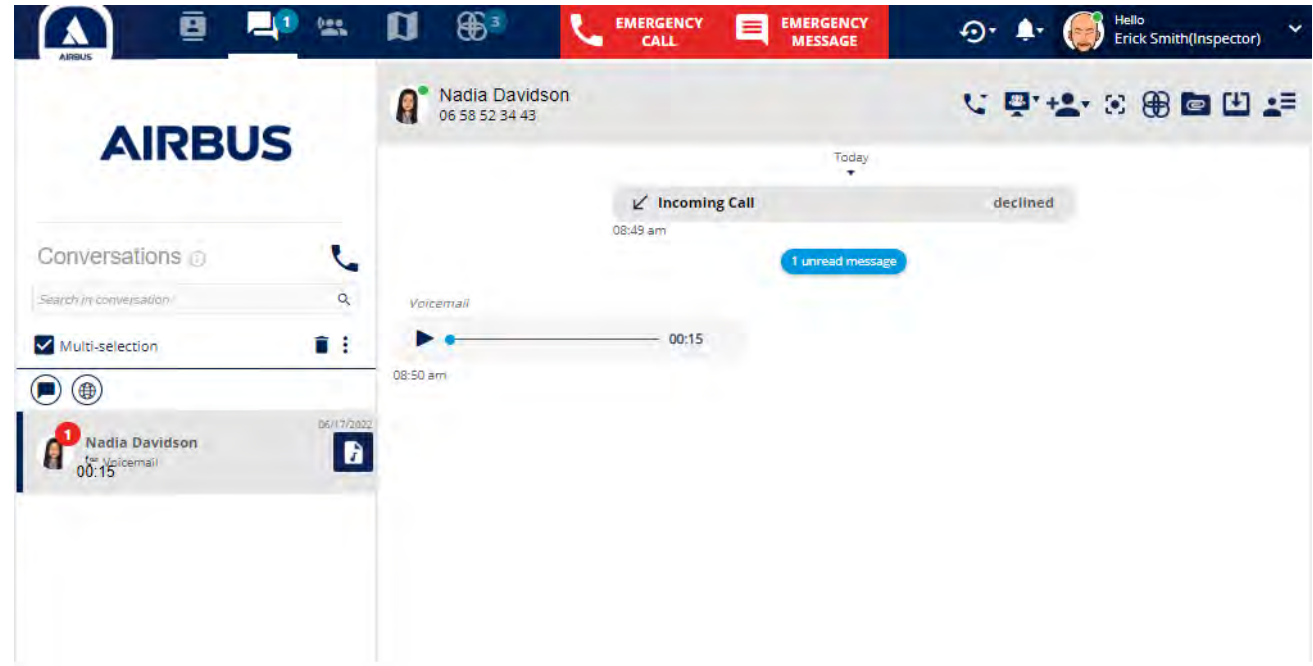 AIRBUS
1
3
EMERGENCY
CALL
EMERGENCY
MESSAGE
Hello
Erick Smith(Inspector)
AIRBUS
Conversations
Search in conversation
Multi-selection
1
Nadia Davidson
06/17/2022
Voicemail
00:15
Nadia Davidson
06 58 52 34 43
Today
Incoming Call declined
08:49 am
1 unread message
Voicemail
00:15
08:50 am